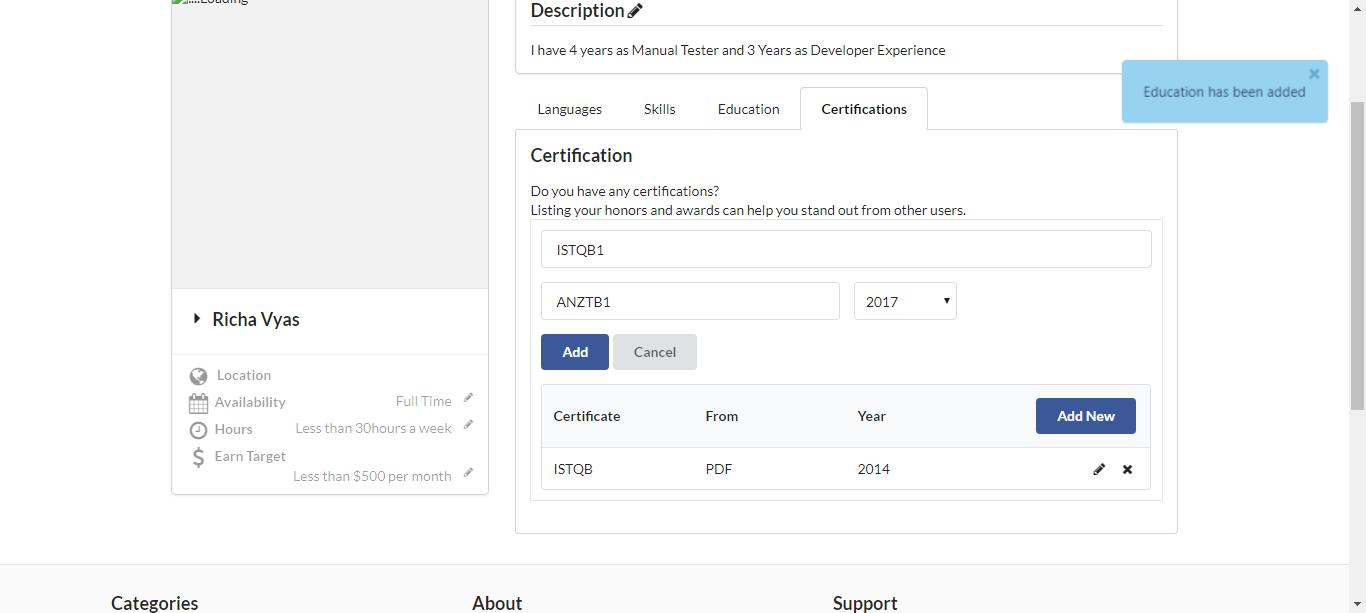 ....Loading
Description
I have 4 years as Manual Tester and 3 Years as Developer Experience
Education has been added
Languages Skills Education Certifications
Certification
Do you have any certifications?
Listing your honors and awards can help you stand out from other users.
ISTQB1
ANZTB1 2017
Add Cancel
Certificate From Year Add New
ISTQB PDF 2014
Richa Vyas
Location
Availability Full Time
Hours Less than 30hours a week
Earn Target
Less than $500 per month
Categories About Support